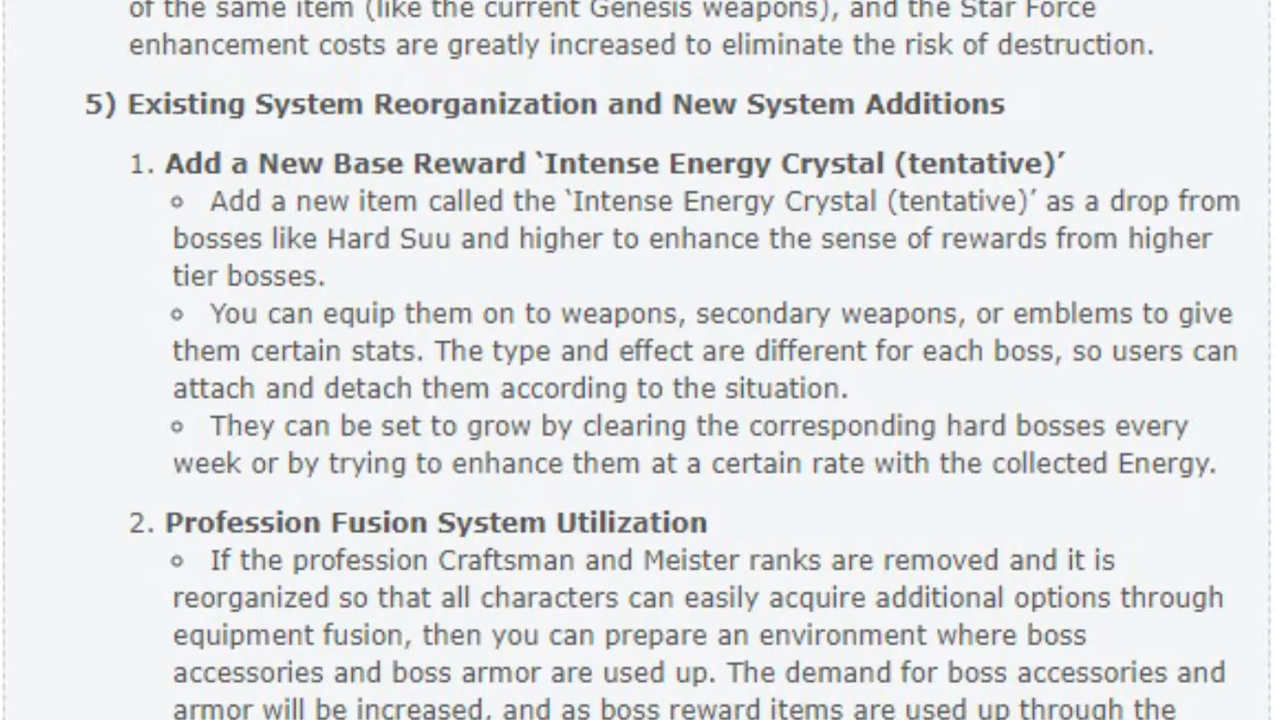 of the same item (like the current Genesis weapons), and the Star Force
enhancement costs are greatly increased to eliminate the risk of destruction.
5) Existing System Reorganization and New System Additions
1. Add a New Base Reward `Intense Energy Crystal (tentative)’
∘ Add a new item called the `Intense Energy Crystal (tentative)’ as a drop from
bosses like Hard Suu and higher to enhance the sense of rewards from higher
tier bosses.
∘ You can equip them on to weapons, secondary weapons, or emblems to give
them certain stats. The type and effect are different for each boss, so users can
attach and detach them according to the situation.
∘ They can be set to grow by clearing the corresponding hard bosses every
week or by trying to enhance them at a certain rate with the collected Energy.
2. Profession Fusion System Utilization
∘ If the profession Craftsman and Meister ranks are removed and it is
reorganized so that all characters can easily acquire additional options through
equipment fusion, then you can prepare an environment where boss
accessories and boss armor are used up. The demand for boss accessories and
armor will be increased, and as boss reward items are used up through the